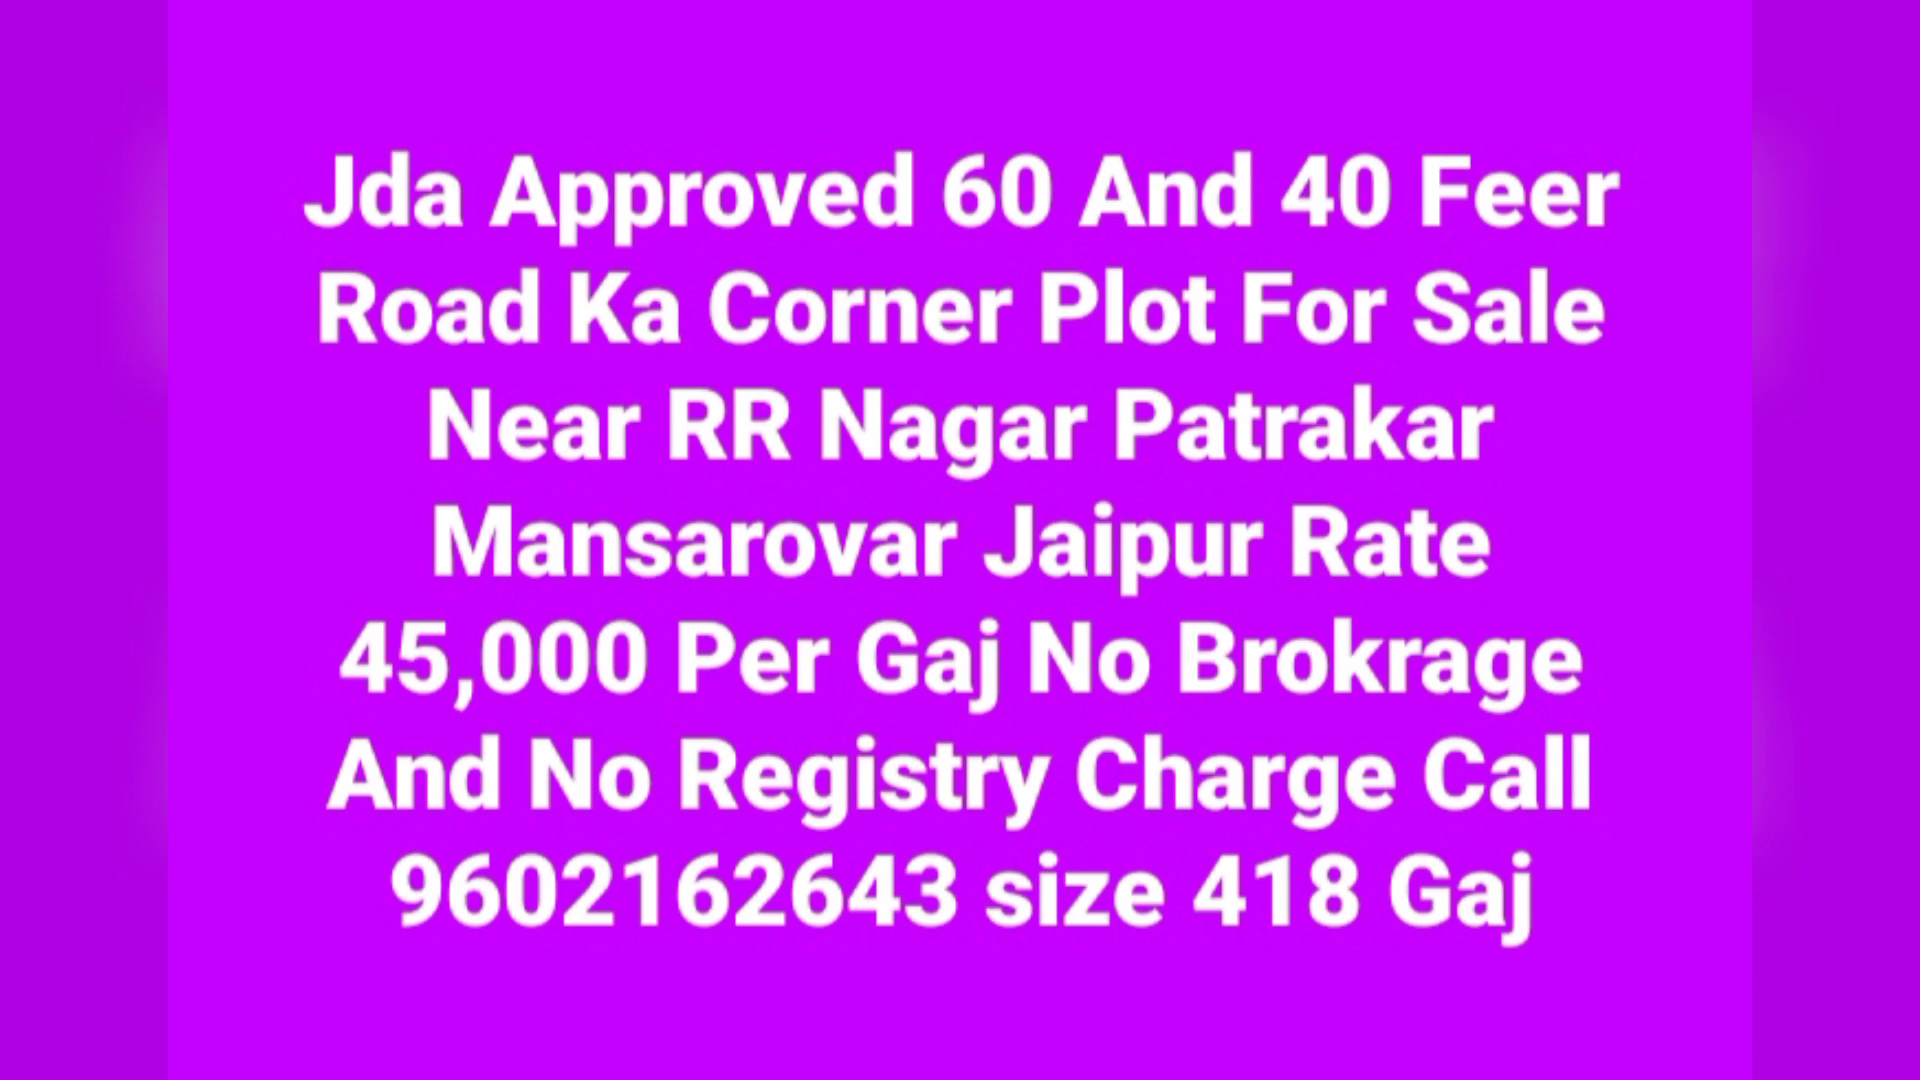 Jda Approved 60 And 40 Feer
Road Ka Corner Plot For Sale
Near RR Nagar Patrakar
Mansarovar Jaipur Rate
45,000 Per Gaj No Brokrage
And No Registry Charge Call
9602162643 size 418 Gaj